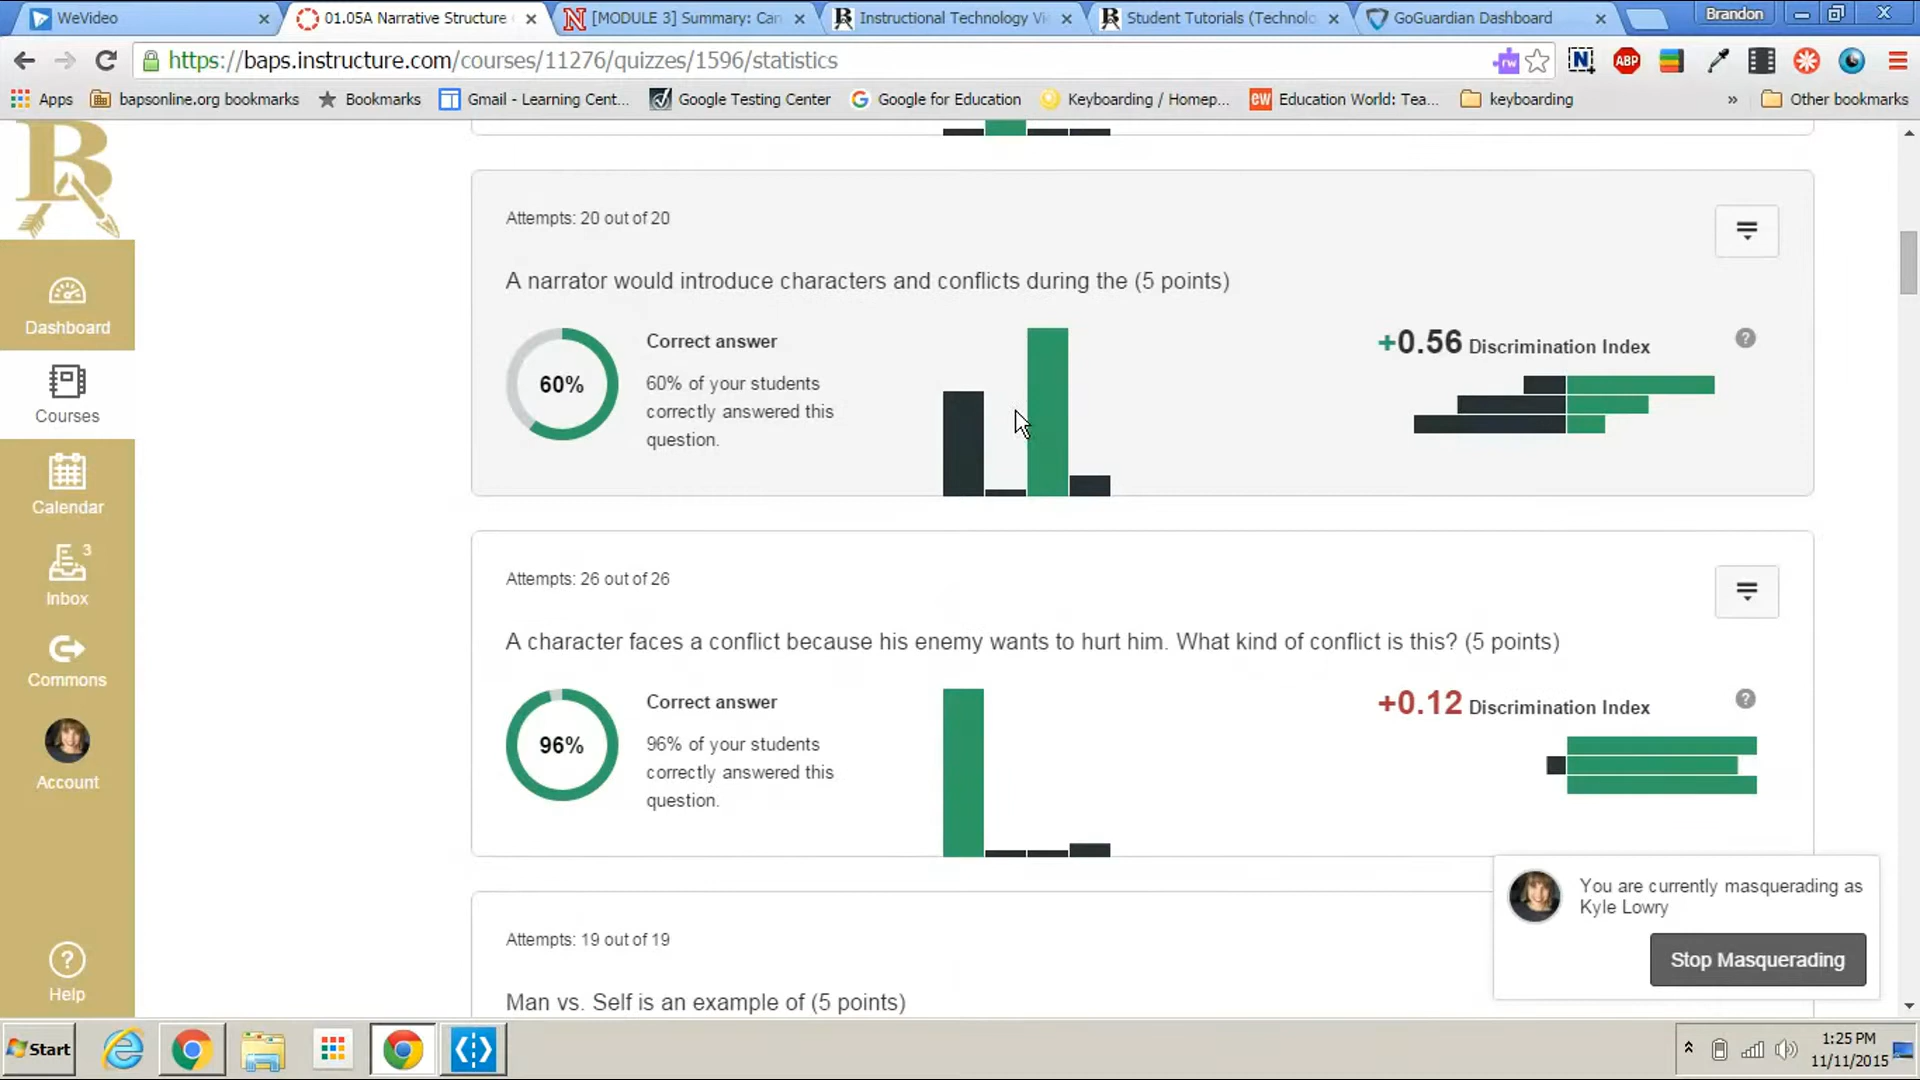 WeVideo
01.05A Narrative Structure
[MODULE 3] Summary: Can
Instructional Technology Vi
Student Tutorials (Technolo
GoGuardian Dashboard
Brandon
https://baps.instructure.com/courses/11276/quizzes/1596/statistics
rw
N
ABP
Apps
bapsonline.org bookmarks
Bookmarks
Gmail - Learning Cent...
Google Testing Center
Google for Education
Keyboarding / Homep...
ew
Education World: Tea...
keyboarding
»
Other bookmarks
B
Dashboard
Courses
Calendar
3
Inbox
Commons
Account
Help
Attempts: 20 out of 20
A narrator would introduce characters and conflicts during the (5 points)
60%
Correct answer
60% of your students
correctly answered this
question.
+0.56 Discrimination Index
?
Attempts: 26 out of 26
A character faces a conflict because his enemy wants to hurt him. What kind of conflict is this? (5 points)
96%
Correct answer
96% of your students
correctly answered this
question.
+0.12 Discrimination Index
?
Attempts: 19 out of 19
Man vs. Self is an example of (5 points)
You are currently masquerading as
Kyle Lowry
Stop Masquerading
Start
1:25 PM
11/11/2015